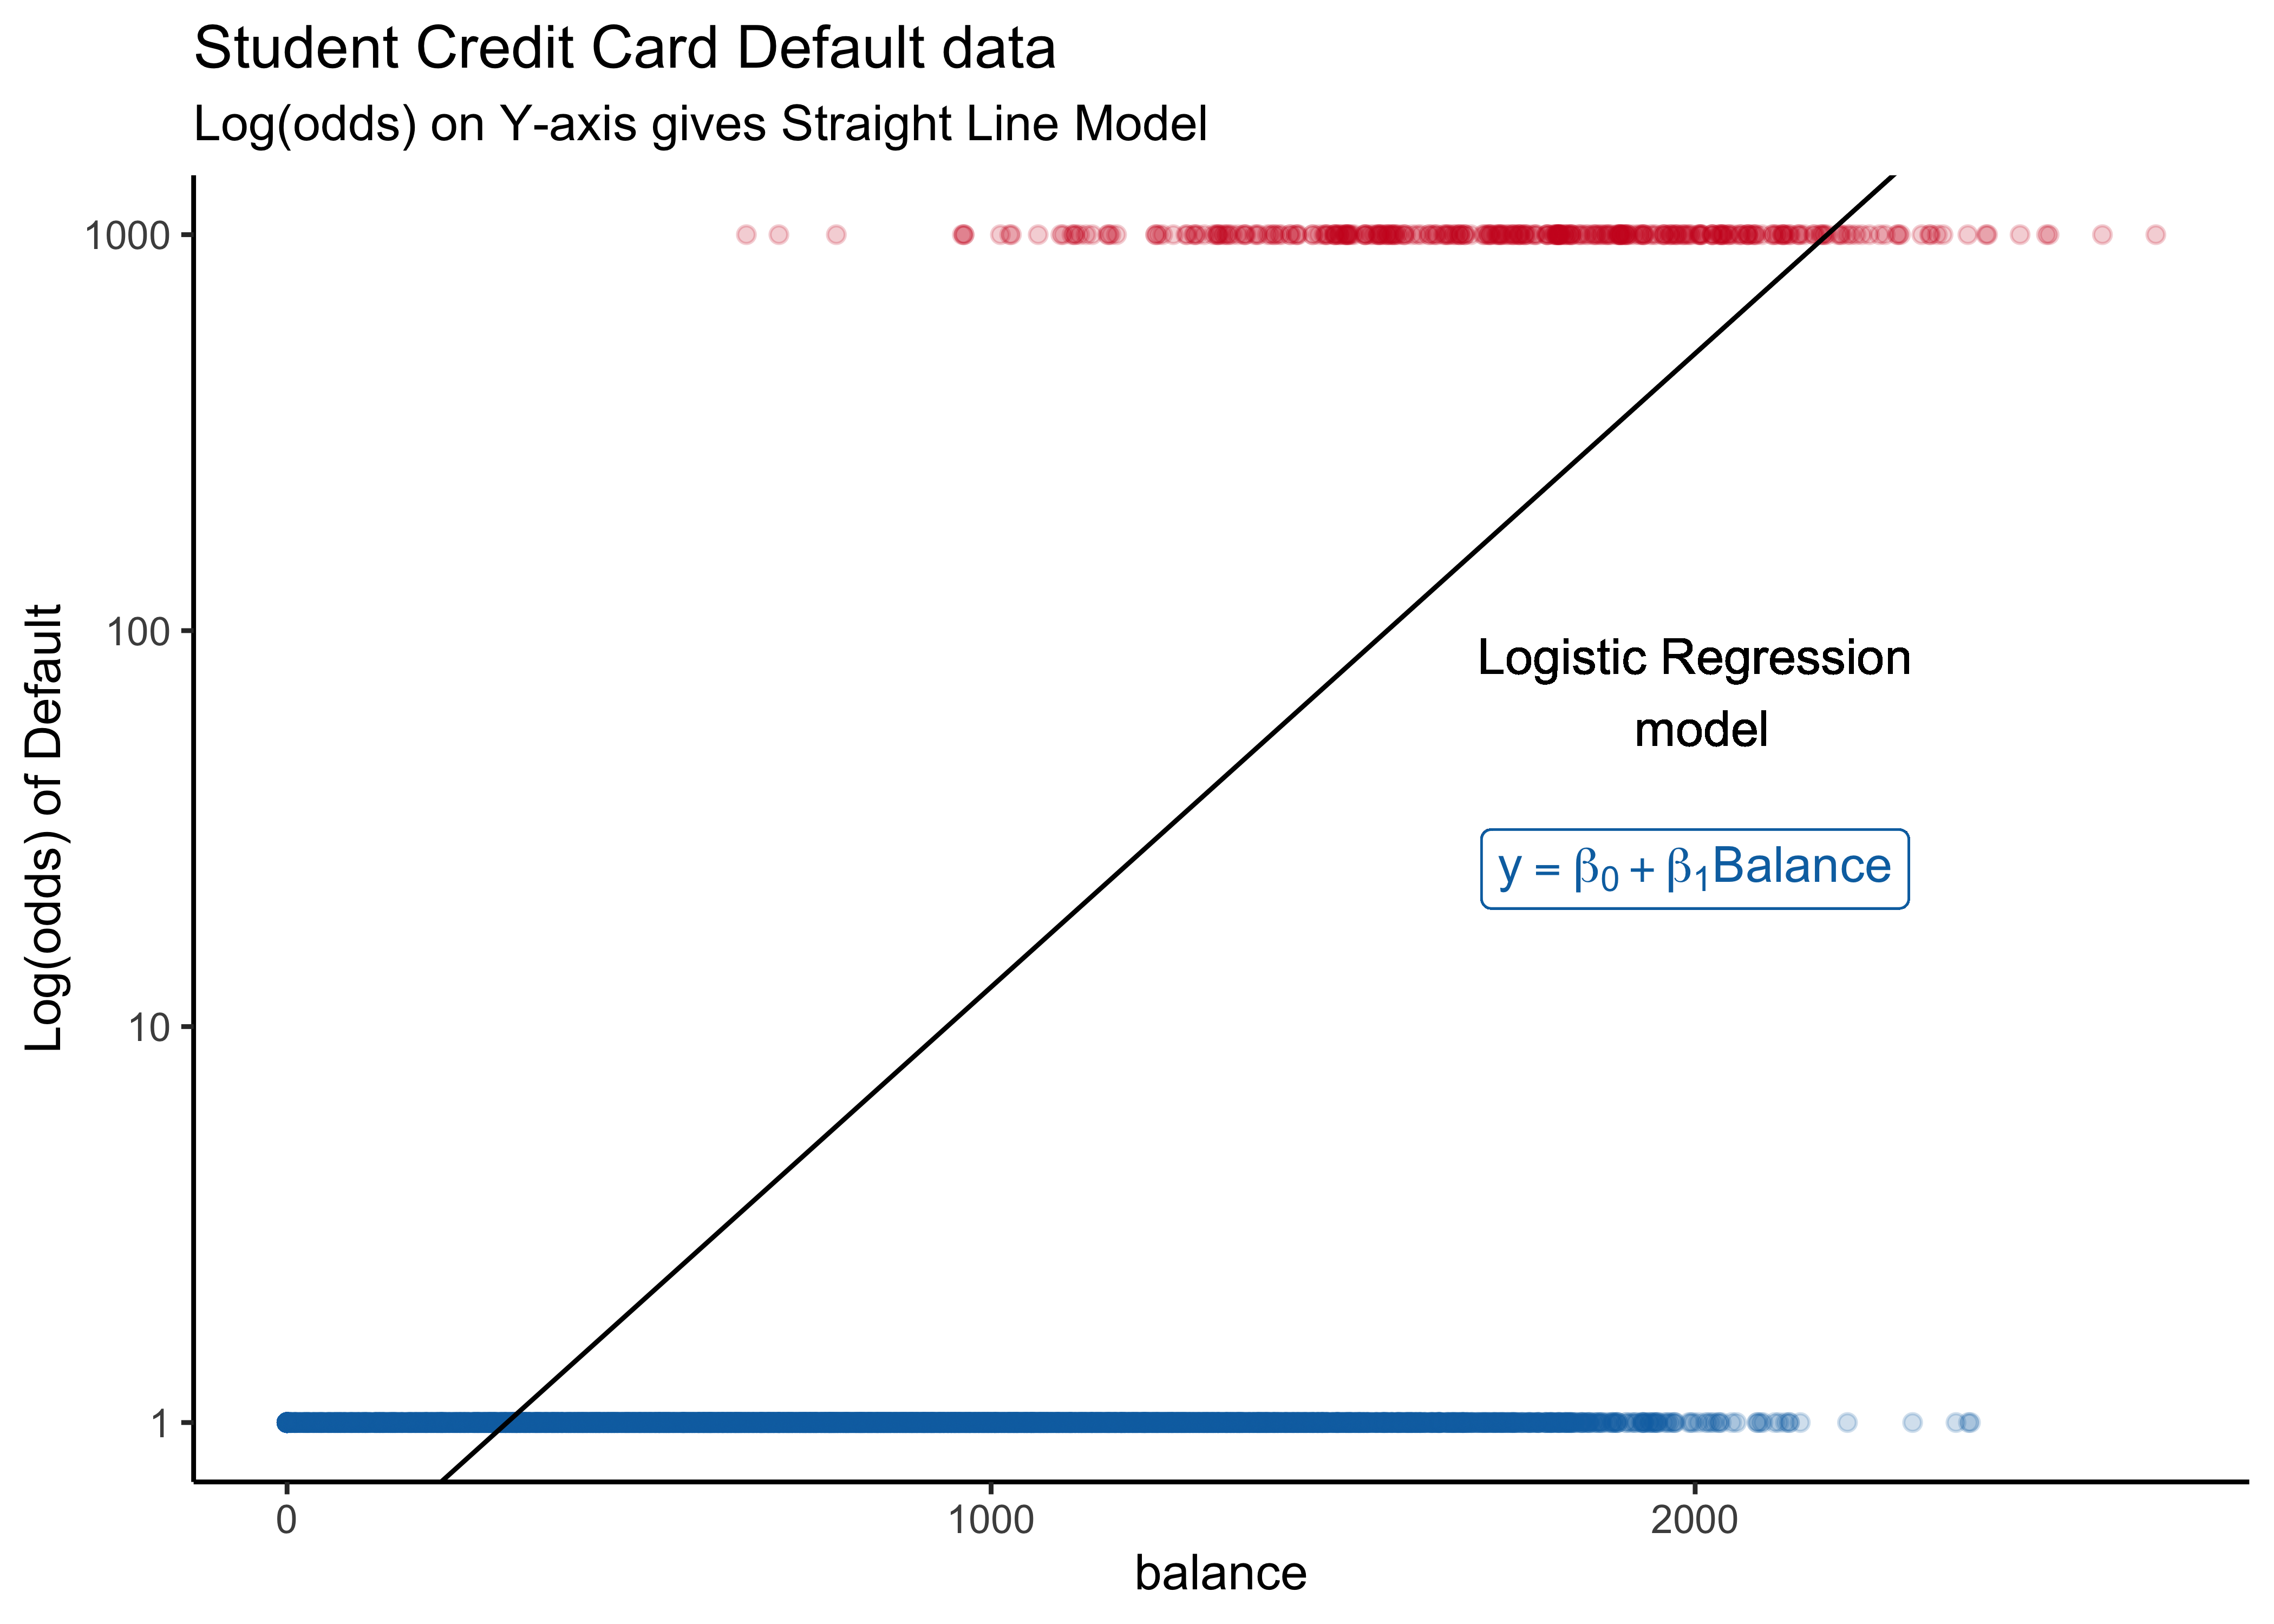 Student Credit Card Default data
Log(odds) on Y-axis gives Straight Line Model
Log(odds) of Default
1000
100
10
1
Logistic Regression
model
y = β₀ + β₁Balance
0
1000
2000
balance